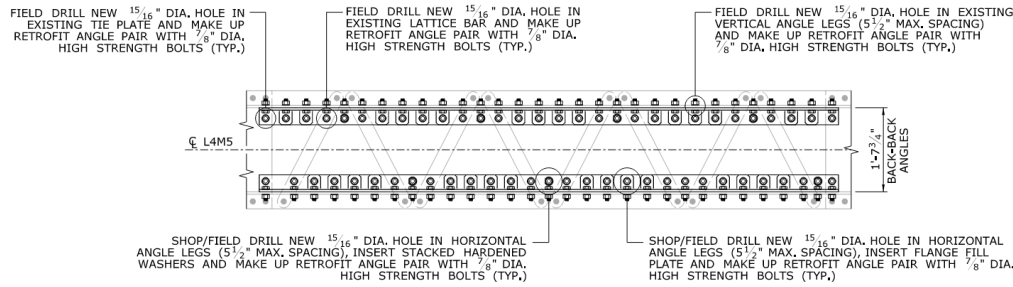 FIELD DRILL NEW 15/16" DIA. HOLE IN
EXISTING TIE PLATE AND MAKE UP
RETROFIT ANGLE PAIR WITH 7/8" DIA.
HIGH STRENGTH BOLTS (TYP.)
FIELD DRILL NEW 15/16" DIA. HOLE IN
EXISTING LATTICE BAR AND MAKE UP
RETROFIT ANGLE PAIR WITH 7/8" DIA.
HIGH STRENGTH BOLTS (TYP.)
FIELD DRILL NEW 15/16" DIA. HOLE IN EXISTING
VERTICAL ANGLE LEGS (5 1/2" MAX. SPACING)
AND MAKE UP RETROFIT ANGLE PAIR WITH
7/8" DIA. HIGH STRENGTH BOLTS (TYP.)
℄ L4M5
1'-7 3/4"
BACK-BACK
ANGLES
SHOP/FIELD DRILL NEW 15/16" DIA. HOLE IN HORIZONTAL
ANGLE LEGS (5 1/2" MAX. SPACING), INSERT STACKED HARDENED
WASHERS AND MAKE UP RETROFIT ANGLE PAIR WITH 7/8" DIA.
HIGH STRENGTH BOLTS (TYP.)
SHOP/FIELD DRILL NEW 15/16" DIA. HOLE IN HORIZONTAL
ANGLE LEGS (5 1/2" MAX. SPACING), INSERT FLANGE FILL
PLATE AND MAKE UP RETROFIT ANGLE PAIR WITH 7/8" DIA.
HIGH STRENGTH BOLTS (TYP.)